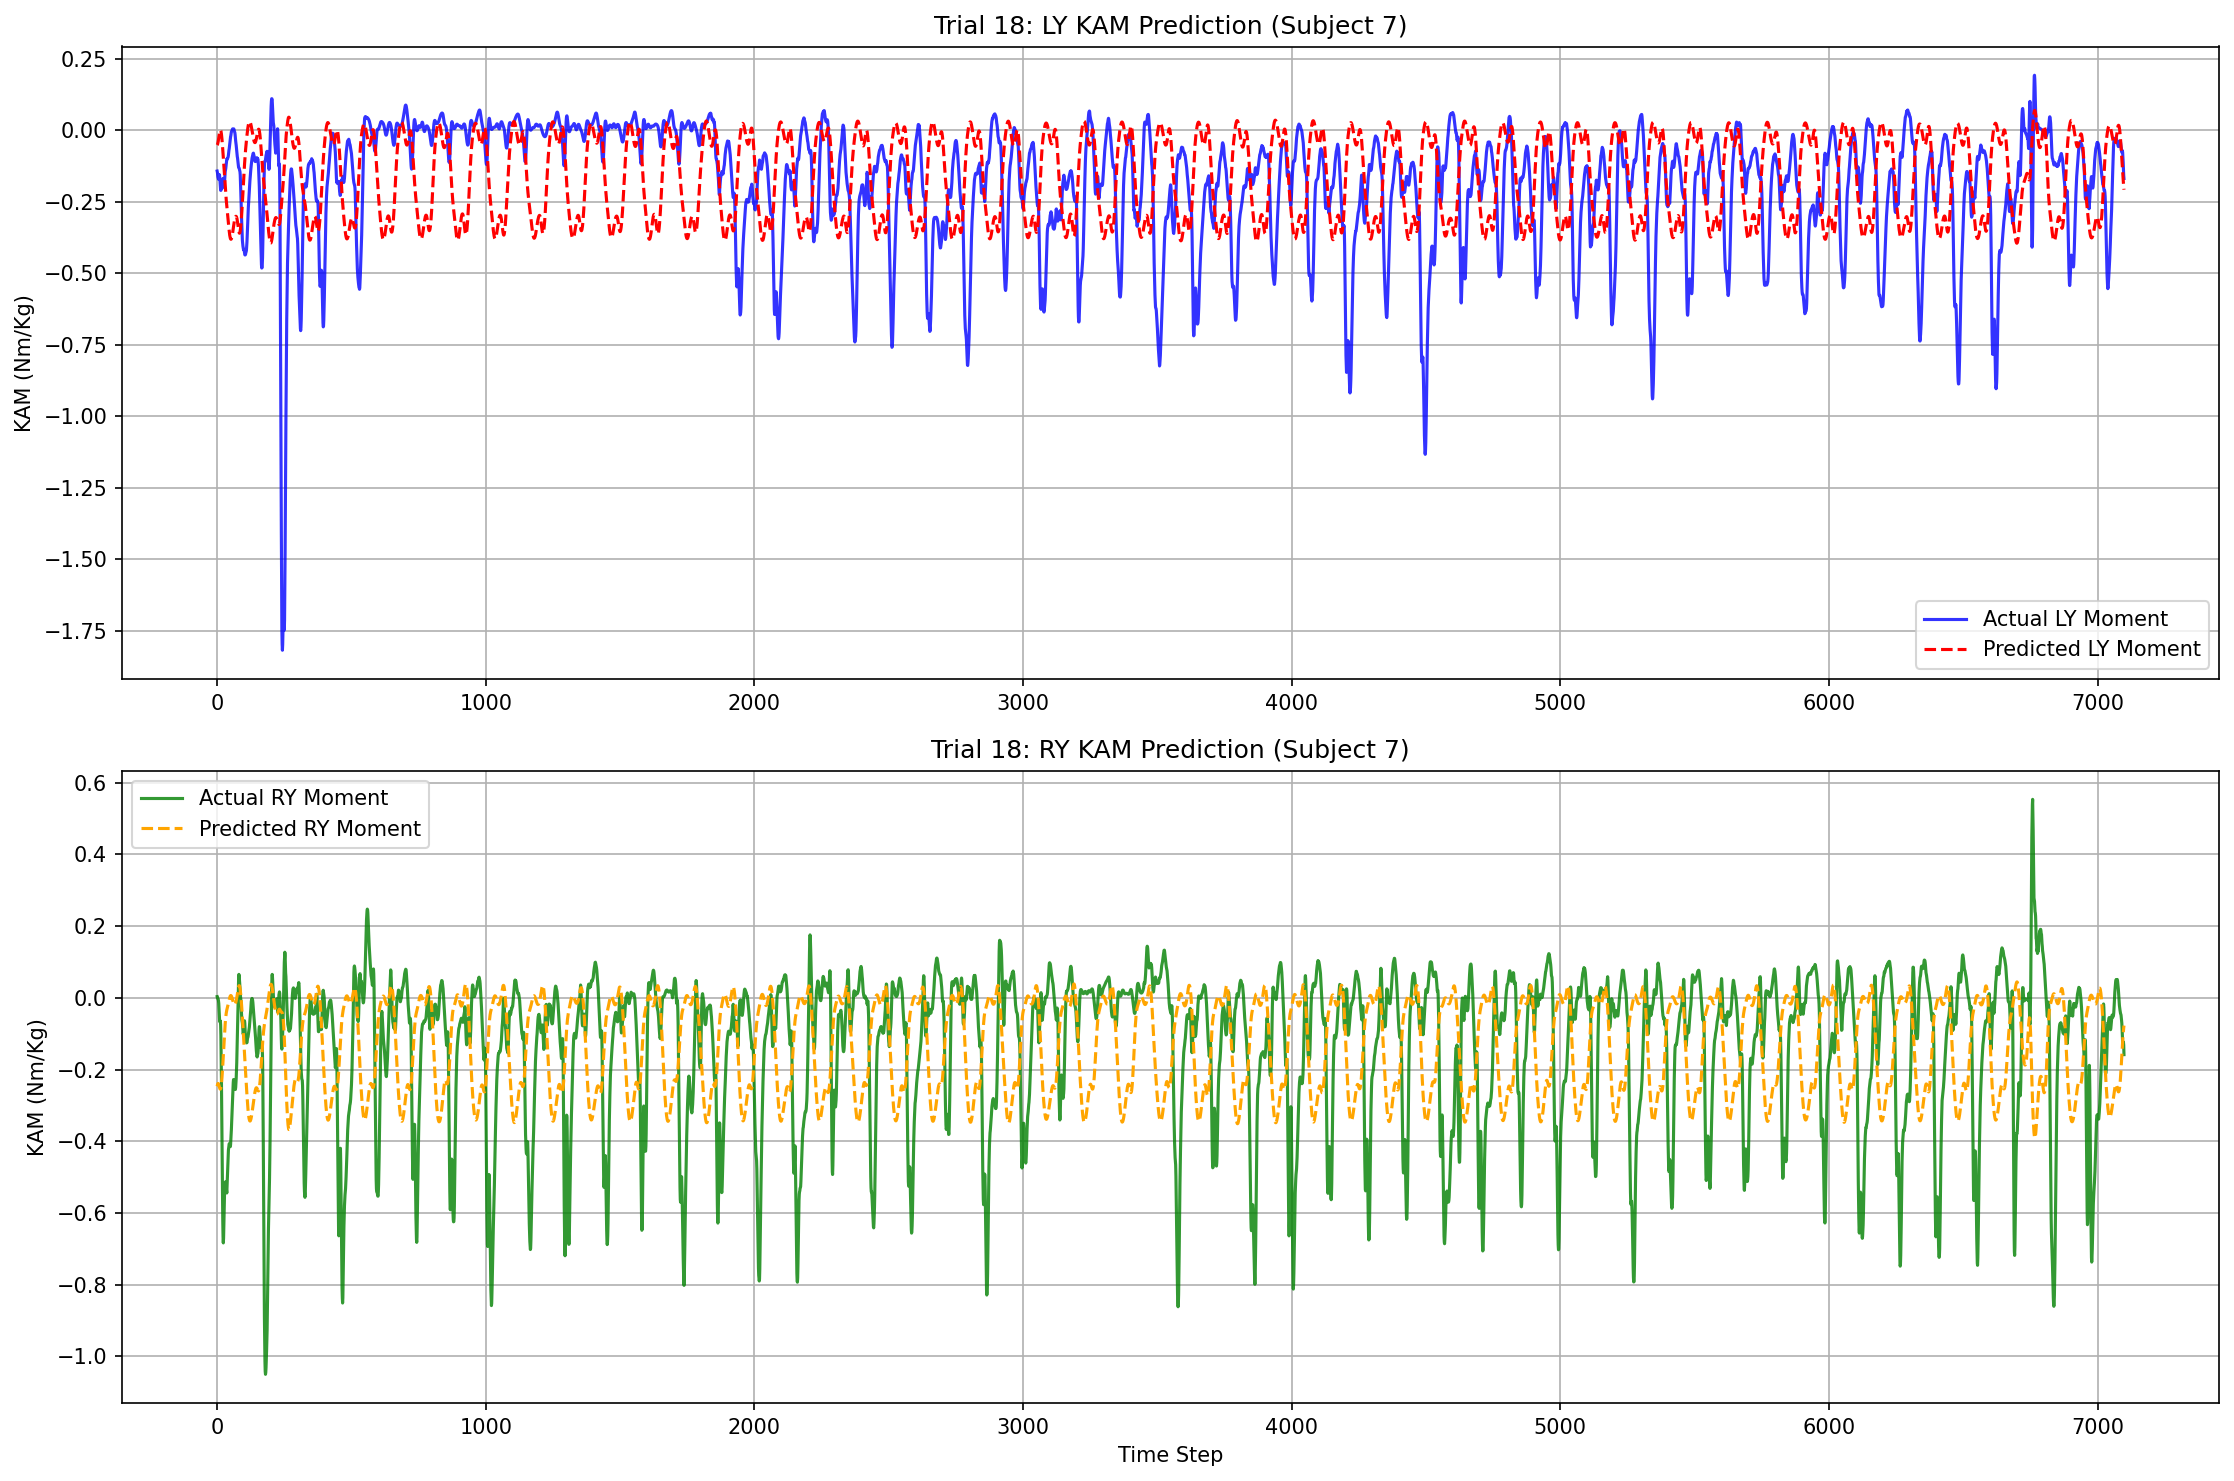 Trial 18: LY KAM Prediction (Subject 7)
KAM (Nm/Kg)
0.25
0.00
−0.25
−0.50
−0.75
−1.00
−1.25
−1.50
−1.75
Actual LY Moment
Predicted LY Moment
0 1000 2000 3000 4000 5000 6000 7000
Trial 18: RY KAM Prediction (Subject 7)
KAM (Nm/Kg)
0.6
0.4
0.2
0.0
−0.2
−0.4
−0.6
−0.8
−1.0
Actual RY Moment
Predicted RY Moment
0 1000 2000 3000 4000 5000 6000 7000
Time Step